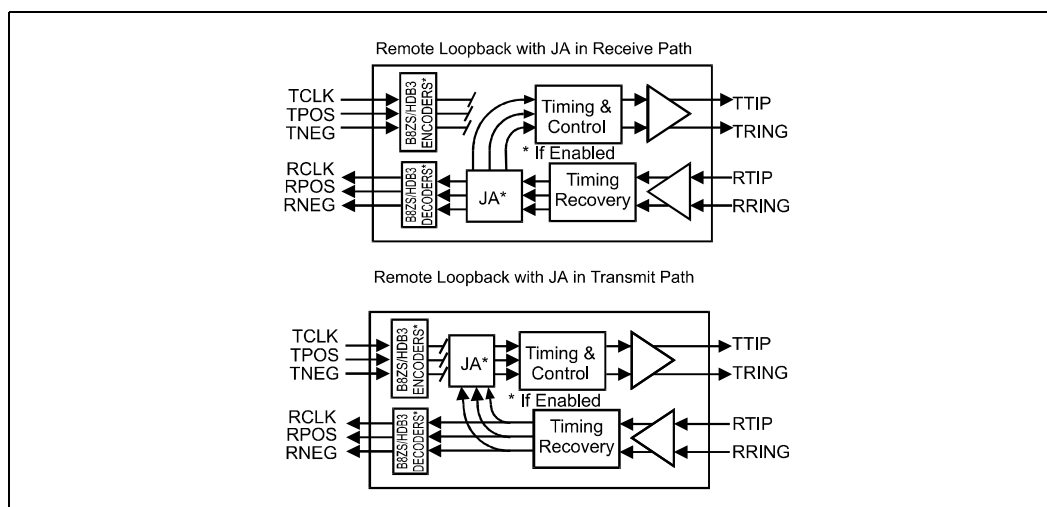 Remote Loopback with JA in Receive Path
TCLK
TPOS
TNEG
B8ZS/HDB3
ENCODERS*
Timing &
Control
TTIP
TRING
* If Enabled
RCLK
RPOS
RNEG
B8ZS/HDB3
DECODERS*
JA*
Timing
Recovery
RTIP
RRING
Remote Loopback with JA in Transmit Path
TCLK
TPOS
TNEG
B8ZS/HDB3
ENCODERS*
JA*
Timing &
Control
TTIP
TRING
* If Enabled
RCLK
RPOS
RNEG
B8ZS/HDB3
DECODERS*
Timing
Recovery
RTIP
RRING